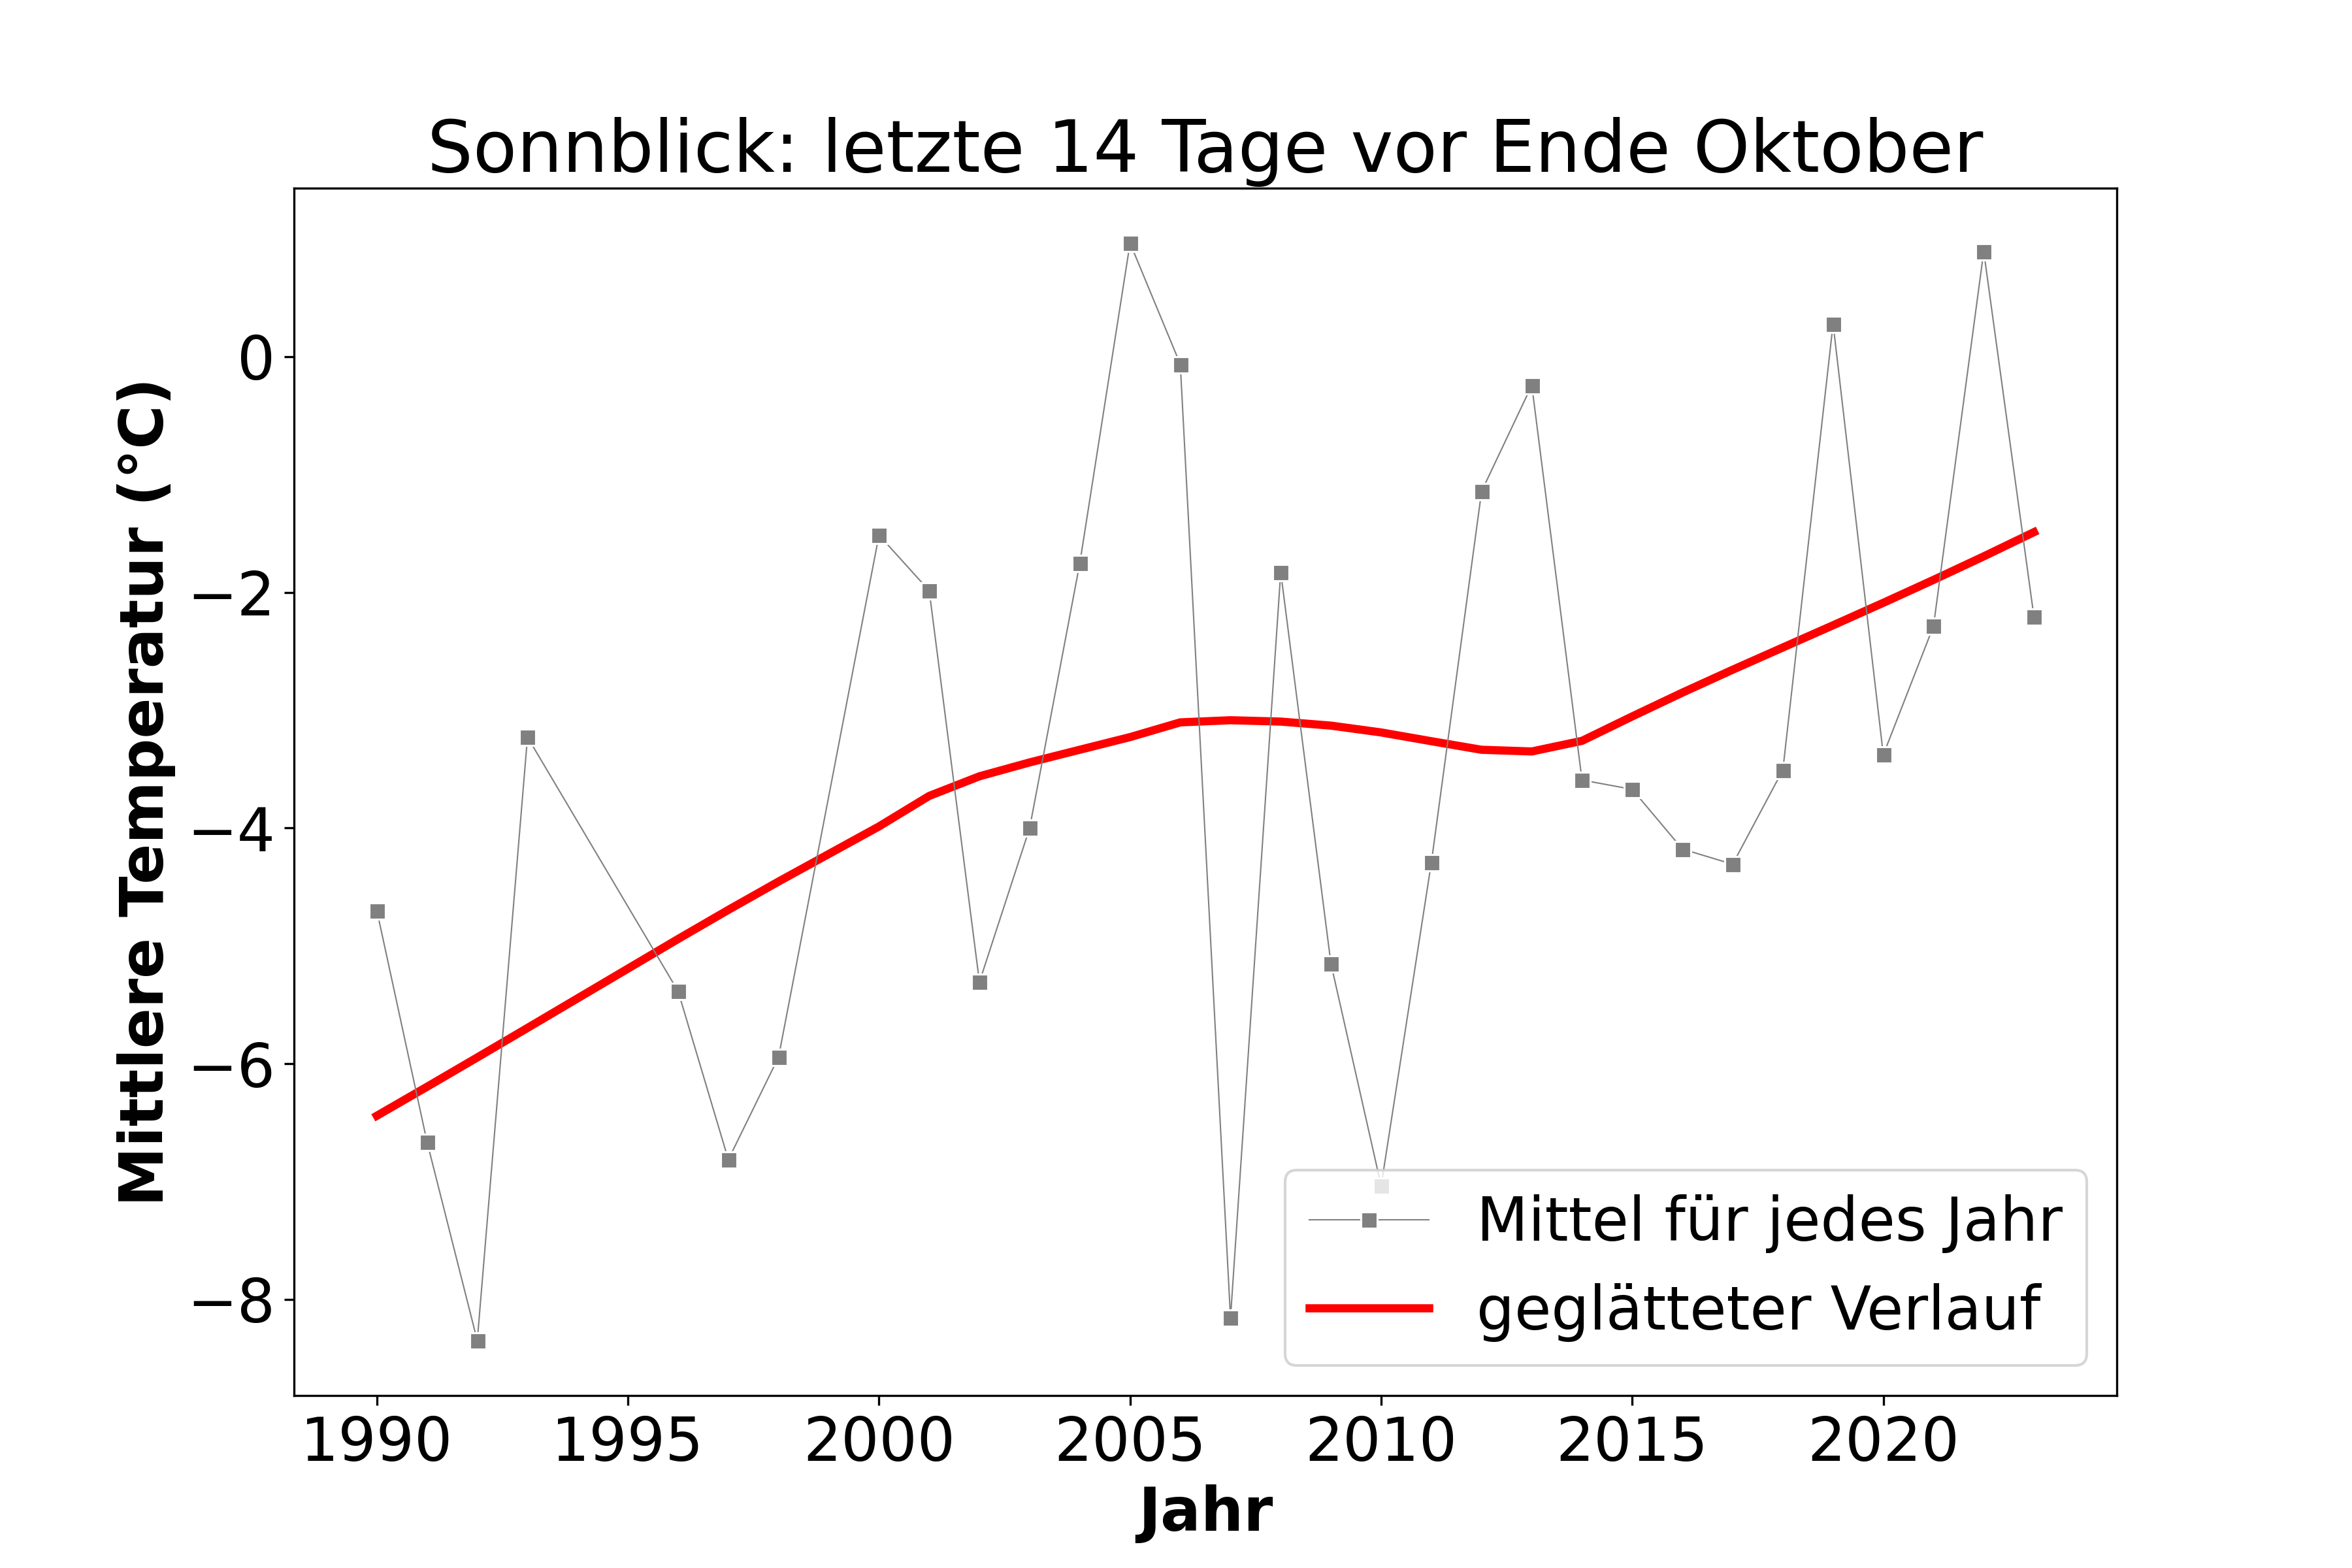 Sonnblick: letzte 14 Tage vor Ende Oktober
Mittlere Temperatur (°C)
0
−2
−4
−6
−8
Mittel für jedes Jahr
geglätteter Verlauf
1990 1995 2000 2005 2010 2015 2020
Jahr